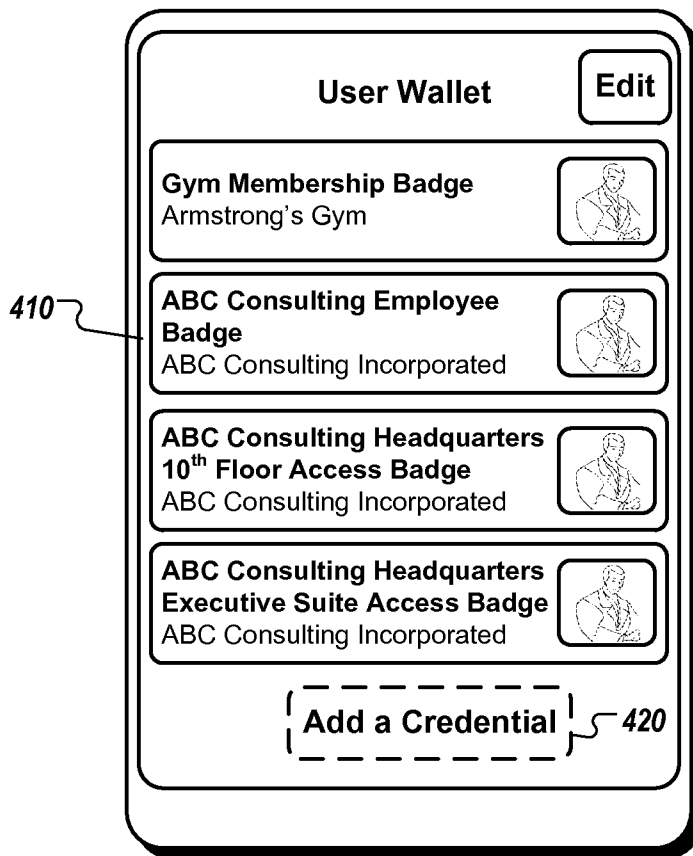 User Wallet
Edit
Gym Membership Badge
Armstrong's Gym
410
ABC Consulting Employee
Badge
ABC Consulting Incorporated
ABC Consulting Headquarters
10th Floor Access Badge
ABC Consulting Incorporated
ABC Consulting Headquarters
Executive Suite Access Badge
ABC Consulting Incorporated
Add a Credential
420